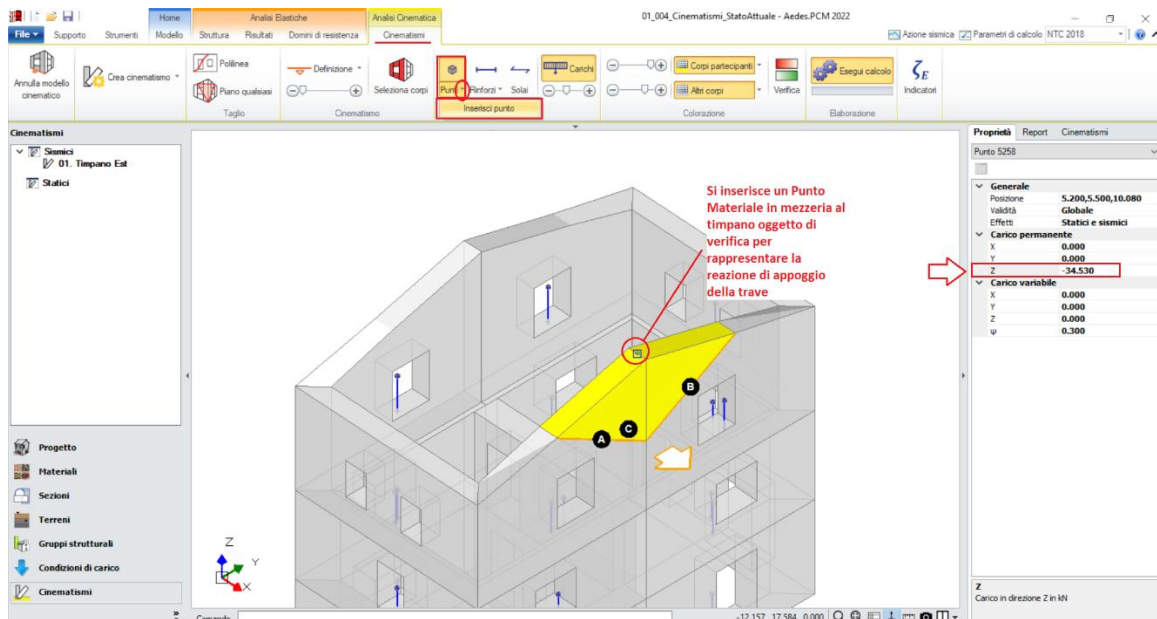 01_004_Cinematismi_StatoAttuale - Aedes.PCM 2022
Home
Analisi Elastiche
Analisi Cinematica
File
Supporto
Strumenti
Modello
Struttura
Risultati
Domini di resistenza
Cinematismi
Azione sismica
Parametri di calcolo
NTC 2018
Annulla modello
cinematico
Crea cinematismo
Polilinea
Piano qualsiasi
Taglio
Definizione
Cinematismo
Seleziona corpi
Punti
Rinforzi
Solai
Inserisci punto
Carichi
Corpi partecipanti
Altri corpi
Colorazione
Verifica
Esegui calcolo
Elaborazione
ζE
Indicatori
Cinematismi
Sismici
01. Timpano Est
Statici
Progetto
Materiali
Sezioni
Terreni
Gruppi strutturali
Condizioni di carico
Cinematismi
Si inserisce un Punto
Materiale in mezzeria al
timpano oggetto di
verifica per
rappresentare la
reazione di appoggio
della trave
A
C
B
Z
Y
X
Comando
-12.157 17.584 0.000
Proprietà Report Cinematismi
Punto 5258
Generale
Posizione 5.200,5.500,10.080
Validità Globale
Effetti Statici e sismici
Carico permanente
X 0.000
Y 0.000
Z -34.530
Carico variabile
X 0.000
Y 0.000
Z 0.000
ψ 0.300
Z
Carico in direzione Z in kN